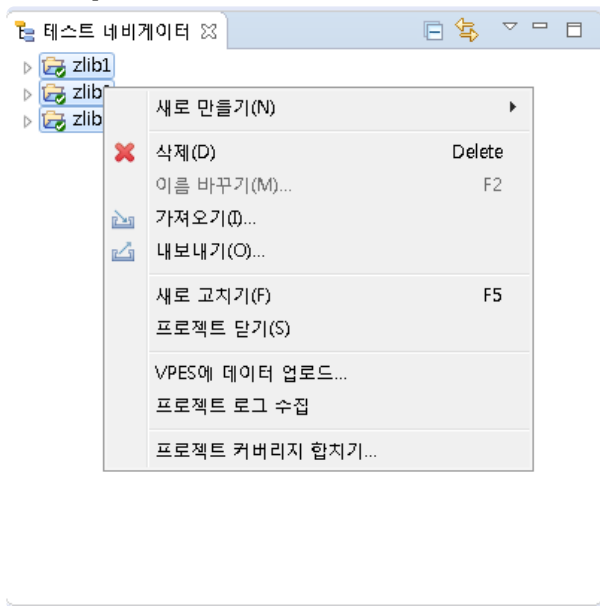 테스트 네비게이터
zlib1
zlib
zlib
새로 만들기(N)
삭제(D) Delete
이름 바꾸기(M)... F2
가져오기(I)...
내보내기(O)...
새로 고치기(F) F5
프로젝트 닫기(S)
VPES에 데이터 업로드...
프로젝트 로그 수집
프로젝트 커버리지 합치기...